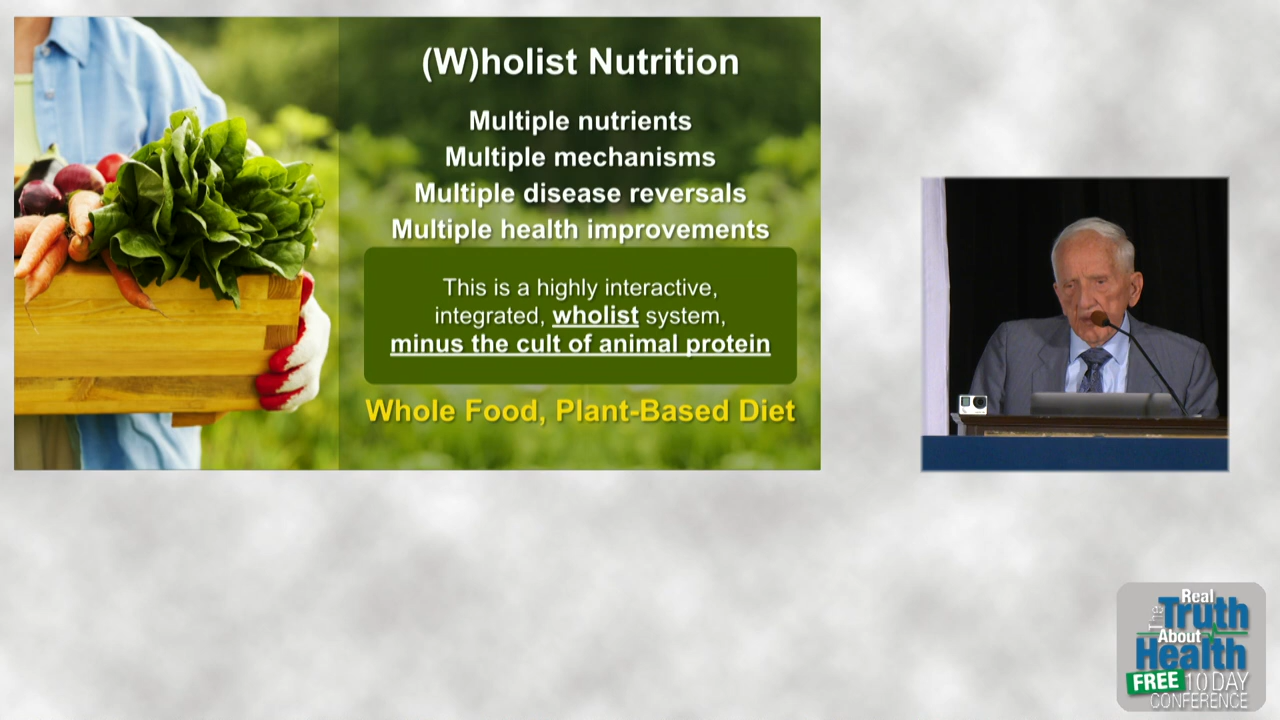 (W)holist Nutrition
Multiple nutrients
Multiple mechanisms
Multiple disease reversals
Multiple health improvements
This is a highly interactive,
integrated, wholist system,
minus the cult of animal protein
Whole Food, Plant-Based Diet
The Real
Truth
About
Health
FREE 10 DAY
CONFERENCE